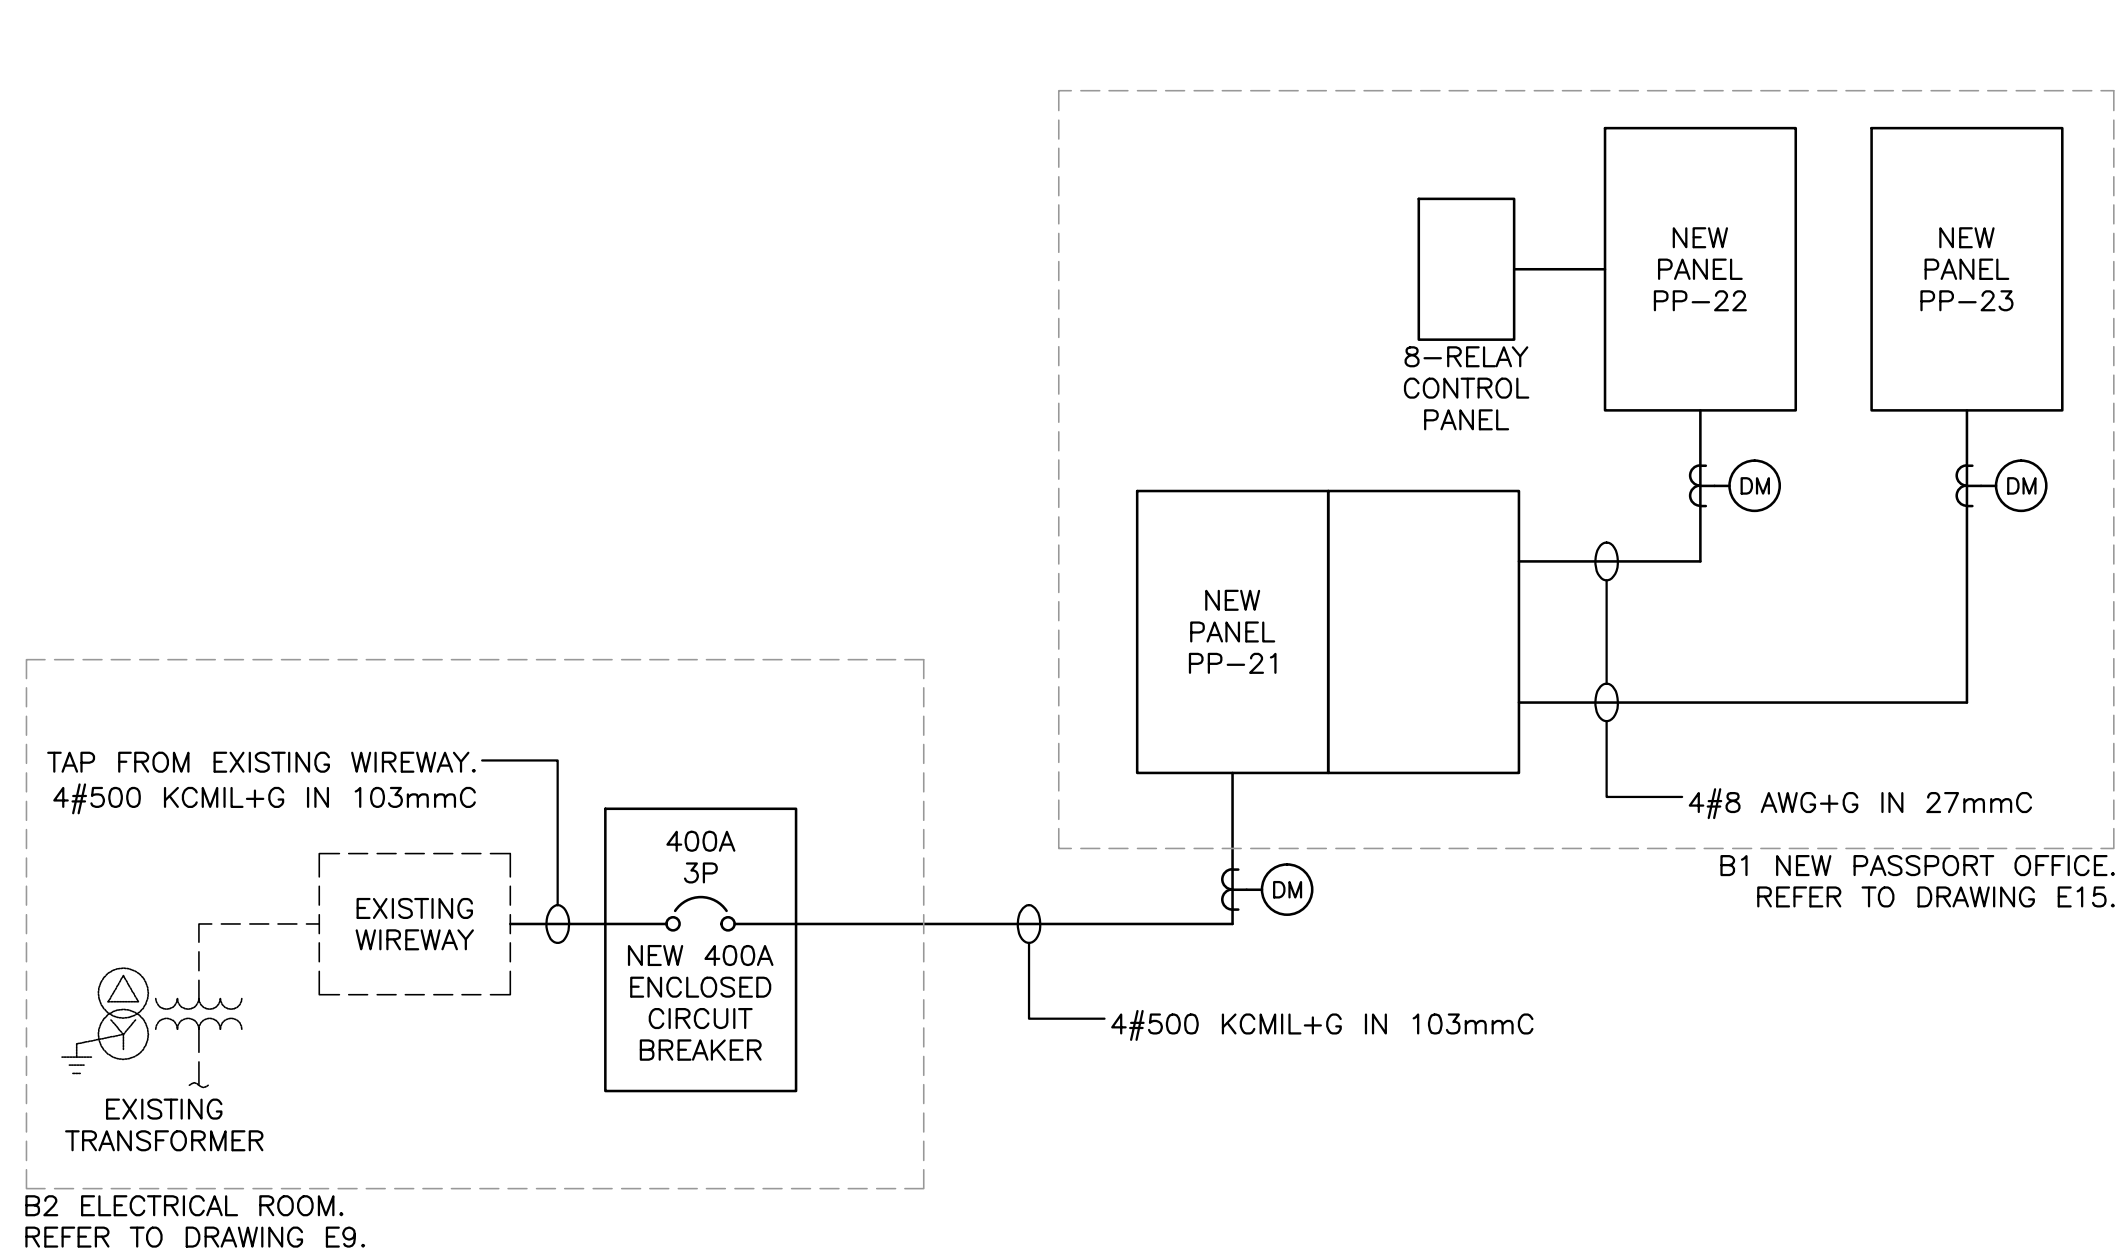 NEW
PANEL
PP-22
NEW
PANEL
PP-23
8-RELAY
CONTROL
PANEL
DM
DM
NEW
PANEL
PP-21
4#8 AWG+G IN 27mmC
B1 NEW PASSPORT OFFICE.
REFER TO DRAWING E15.
DM
TAP FROM EXISTING WIREWAY.
4#500 KCMIL+G IN 103mmC
400A
3P
EXISTING
WIREWAY
NEW 400A
ENCLOSED
CIRCUIT
BREAKER
4#500 KCMIL+G IN 103mmC
EXISTING
TRANSFORMER
B2 ELECTRICAL ROOM.
REFER TO DRAWING E9.